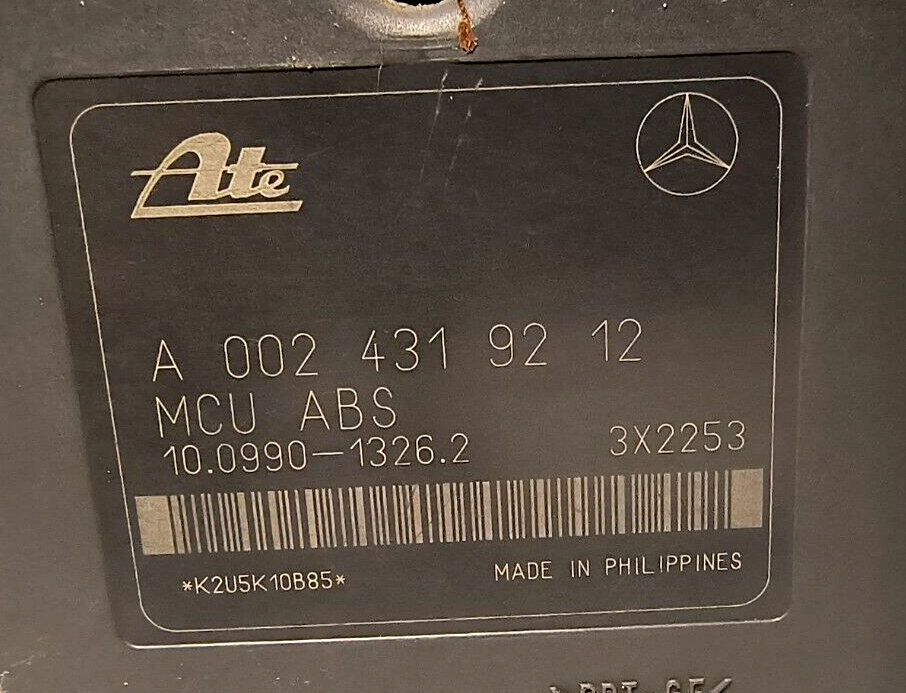 Ate
A 002 431 92 12
MCU ABS
10.0990-1326.2 3X2253
*K2U5K10B85*
MADE IN PHILIPPINES